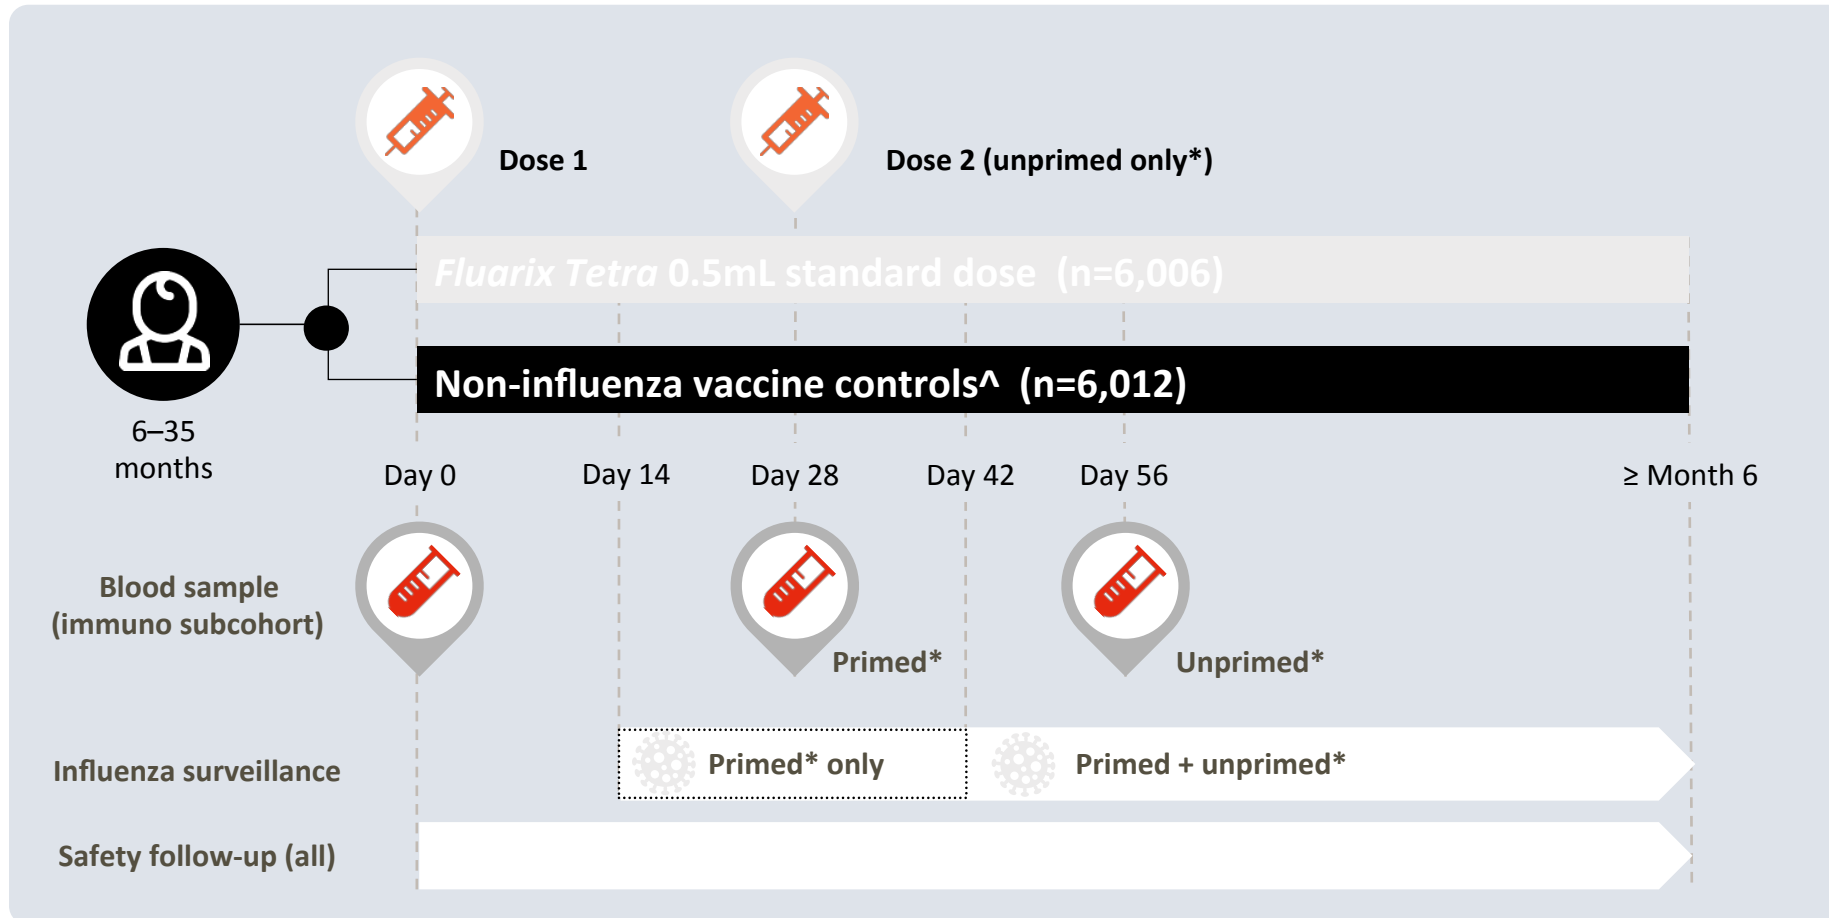 Dose 1
Dose 2 (unprimed only*)
Fluarix Tetra 0.5mL standard dose (n=6,006)
Non-influenza vaccine controls^ (n=6,012)
6–35
months
Day 0
Day 14
Day 28
Day 42
Day 56
≥ Month 6
Blood sample
(immuno subcohort)
Primed*
Unprimed*
Influenza surveillance
Primed* only
Primed + unprimed*
Safety follow-up (all)